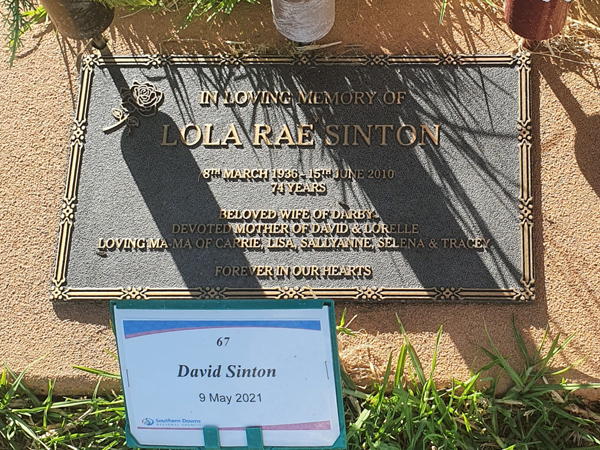 IN LOVING MEMORY OF
LOLA RAE SINTON
8TH MARCH 1936 - 15TH JUNE 2010
74 YEARS
BELOVED WIFE OF DARBY
DEVOTED MOTHER OF DAVID & LORELLE
LOVING MA-MA OF CARRIE, LISA, SALLYANNE, SELENA & TRACEY
FOREVER IN OUR HEARTS
67
David Sinton
9 May 2021
Southern Downs
REGIONAL COUNCIL